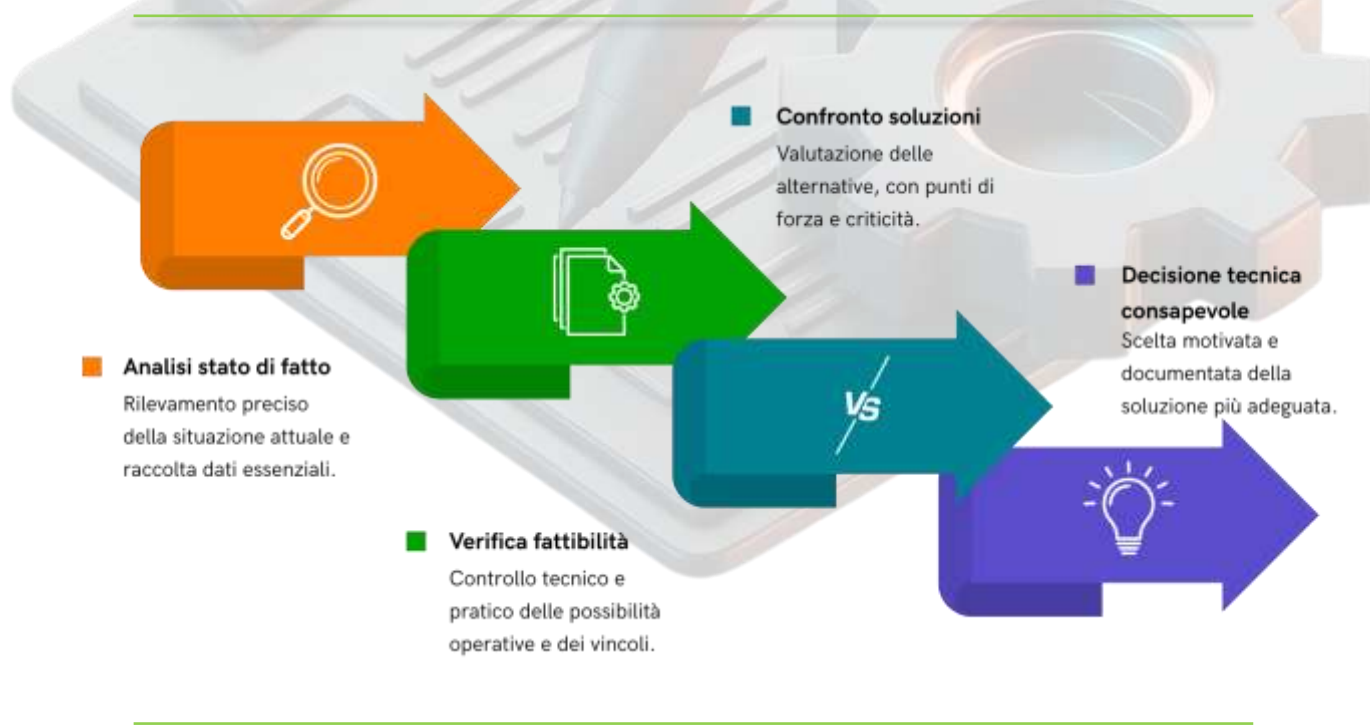 Analisi stato di fatto
Rilevamento preciso
della situazione attuale e
raccolta dati essenziali.
Verifica fattibilità
Controllo tecnico e
pratico delle possibilità
operative e dei vincoli.
VS
Confronto soluzioni
Valutazione delle
alternative, con punti di
forza e criticità.
Decisione tecnica
consapevole
Scelta motivata e
documentata della
soluzione più adeguata.